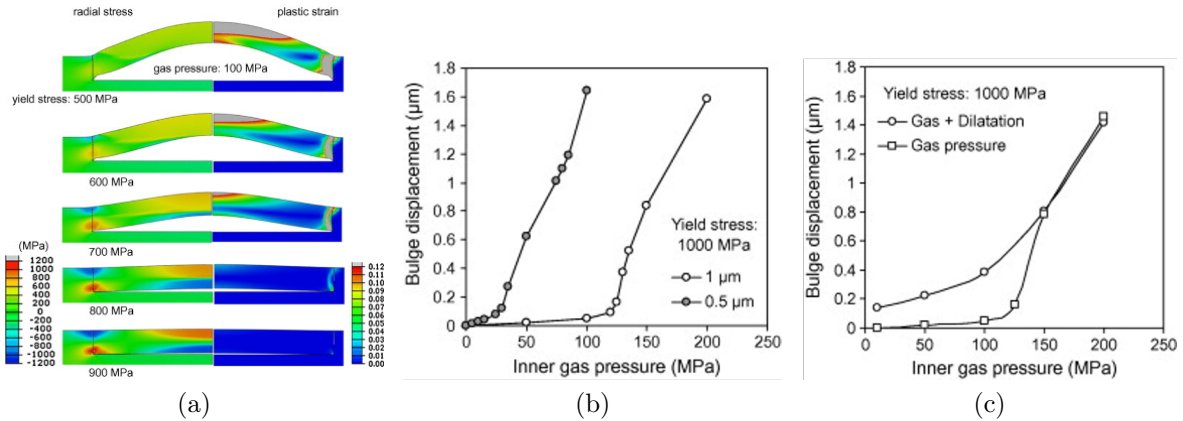 radial stress
plastic strain
gas pressure: 100 MPa
yield stress: 500 MPa
600 MPa
700 MPa
(MPa)
1200
1000
800
600
400
200
0
-200
-400
-600
-800
-1000
-1200
0.12
0.11
0.10
0.09
0.08
0.07
0.06
0.05
0.04
0.03
0.02
0.01
0.00
800 MPa
900 MPa
(a)
Bulge displacement (µm)
1.8
1.6
1.4
1.2
1
0.8
0.6
0.4
0.2
0
Yield stress:
1000 MPa
1 µm
0.5 µm
0 50 100 150 200 250
Inner gas pressure (MPa)
(b)
Bulge displacement (µm)
1.8
1.6
1.4
1.2
1
0.8
0.6
0.4
0.2
0
Yield stress: 1000 MPa
Gas + Dilatation
Gas pressure
0 50 100 150 200 250
Inner gas pressure (MPa)
(c)